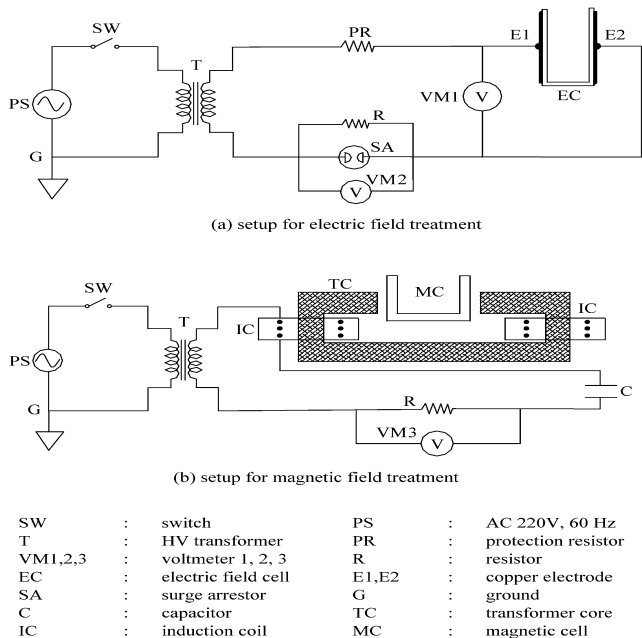 SW
T
PR
E1
E2
PS
VM1
V
EC
R
G
SA
VM2
V
(a) setup for electric field treatment
SW
TC
MC
T
IC
IC
PS
R
C
G
VM3
V
(b) setup for magnetic field treatment
SW : switch PS : AC 220V, 60 Hz
T : HV transformer PR : protection resistor
VM1,2,3 : voltmeter 1, 2, 3 R : resistor
EC : electric field cell E1,E2 : copper electrode
SA : surge arrestor G : ground
C : capacitor TC : transformer core
IC : induction coil MC : magnetic cell